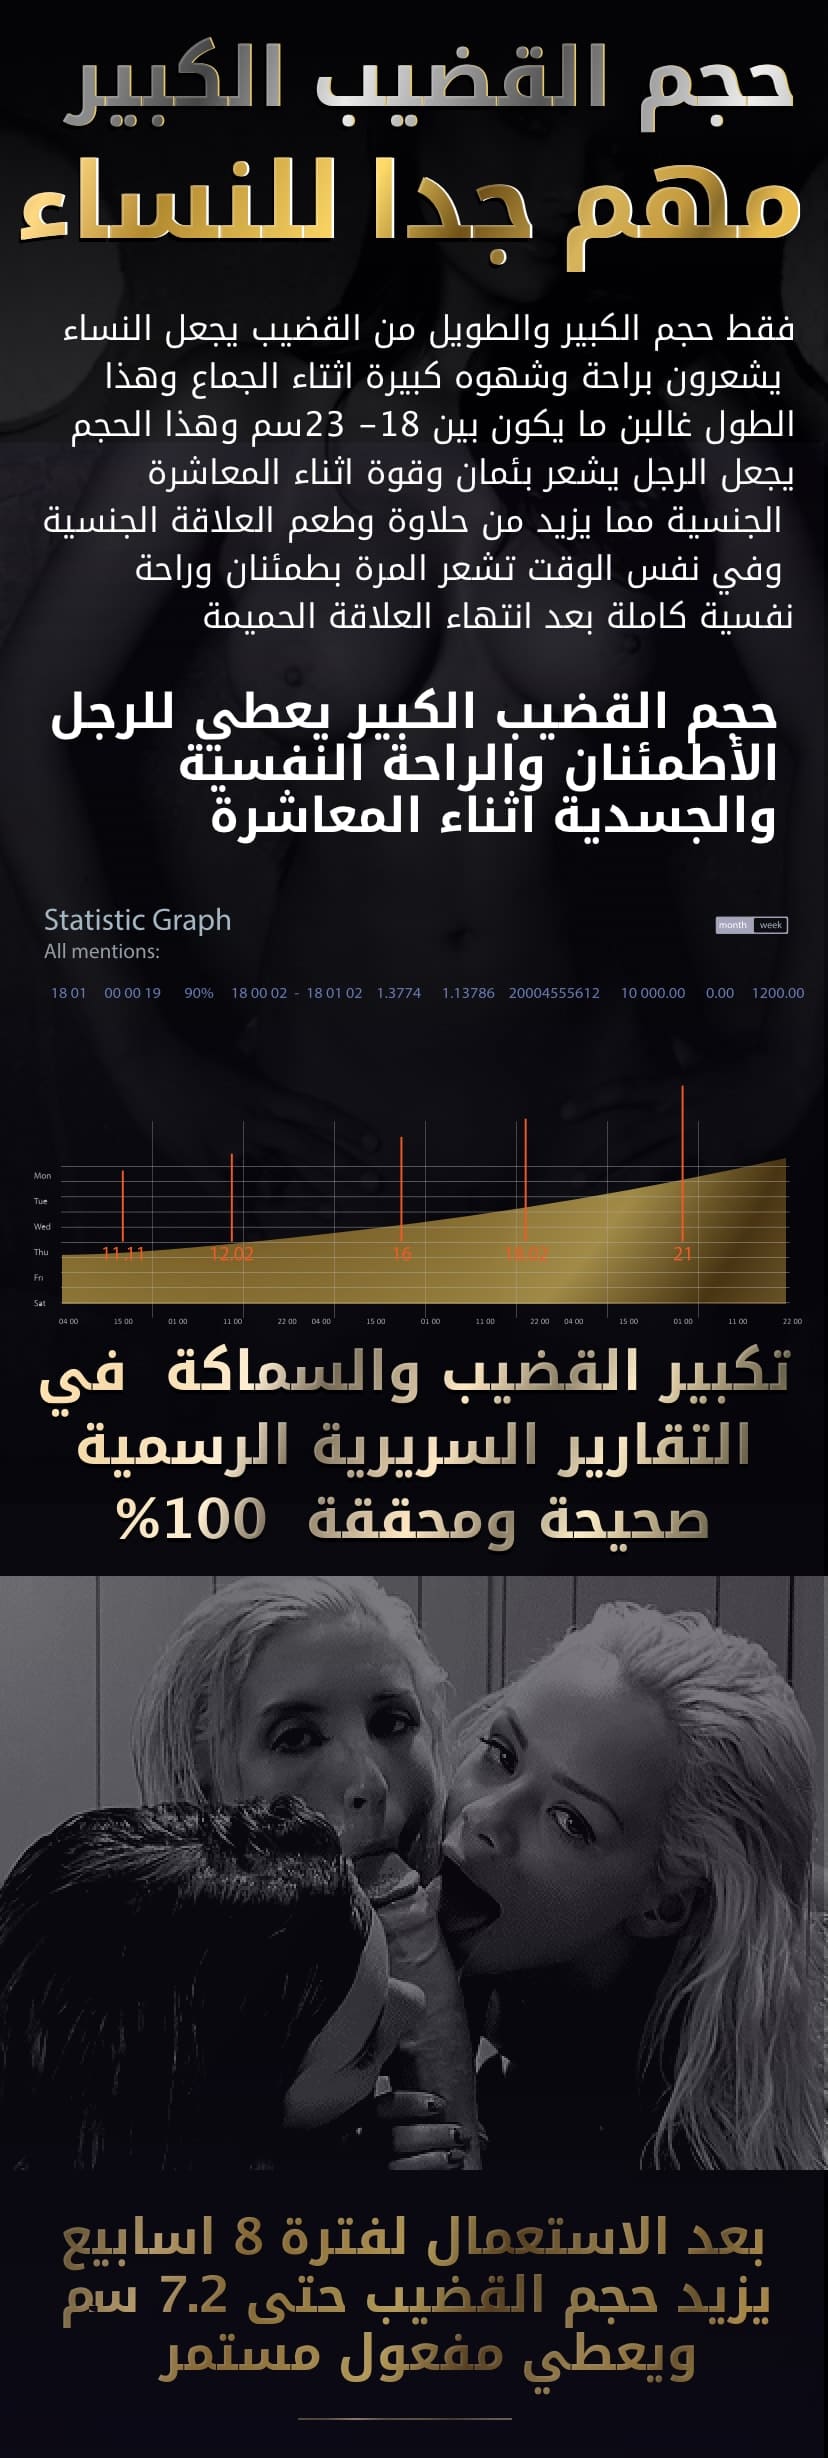 حجم القضيب الكبير
مهم جدا للنساء
فقط حجم الكبير والطويل من القضيب يجعل النساء
يشعرون براحة وشهوه كبيرة اثتاء الجماع وهذا
الطول غالبن ما يكون بين 18– 23سم وهذا الحجم
يجعل الرجل يشعر بئمان وقوة اثناء المعاشرة
الجنسية مما يزيد من حلاوة وطعم العلاقة الجنسية
وفي نفس الوقت تشعر المرة بطمئنان وراحة
نفسية كاملة بعد انتهاء العلاقة الحميمة
حجم القضيب الكبير يعطي للرجل
الأطمئنان والراحة النفسية
والجسدية اثناء المعاشرة
Statistic Graph
month week
All mentions:
18 01 00 00 19 90% 18 00 02 - 18 01 02 1.3774 1.13786 20004555612 10 000.00 0.00 1200.00
Mon
Tue
Wed
Thu
Fri
Sat
11.11 12.02 16 21
04 00 15 00 01 00 11 00 22 00 04 00 15 00 01 00 11 00 22 00 04 00 15 00 01 00 11 00 22 00
تكبير القضيب والسماكة في
التقارير السريرية الرسمية
صحيحة ومحققة 100%
بعد الاستعمال لفترة 8 اسابيع
يزيد حجم القضيب حتى 7.2 سم
ويعطي مفعول مستمر